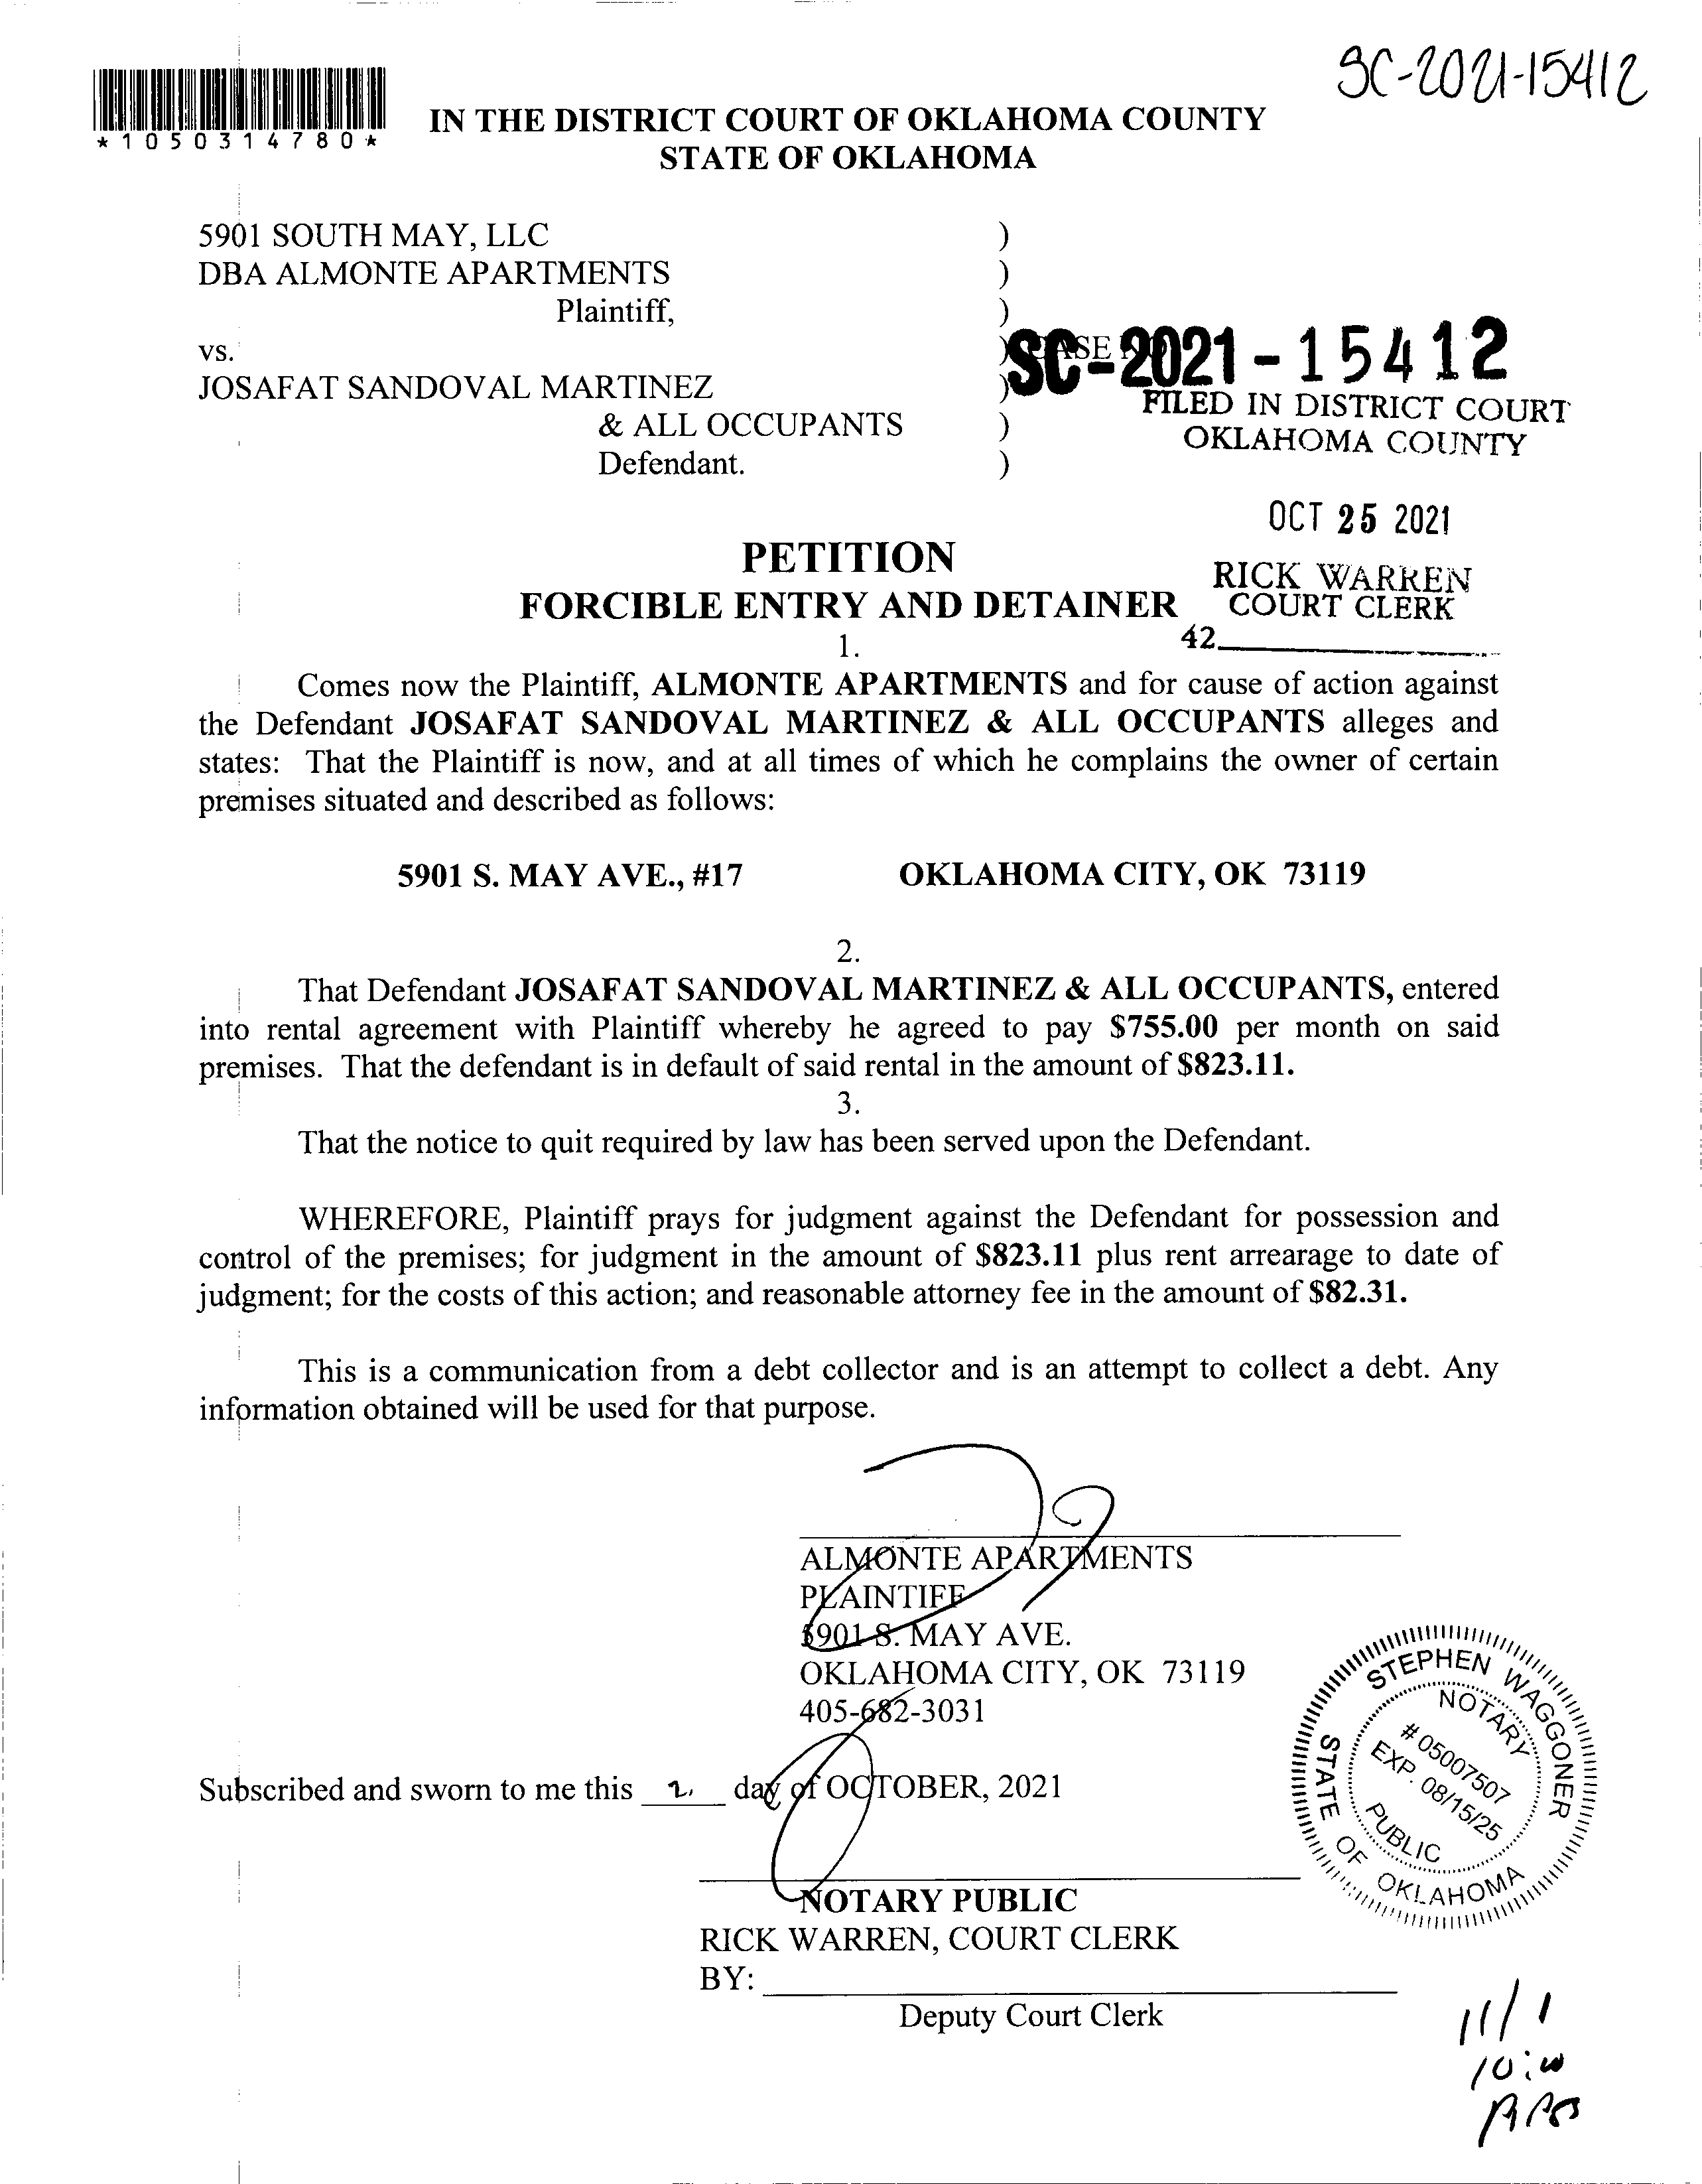 SC-2021-15412
*1050314780*
IN THE DISTRICT COURT OF OKLAHOMA COUNTY
STATE OF OKLAHOMA
5901 SOUTH MAY, LLC )
DBA ALMONTE APARTMENTS )
Plaintiff, )
vs. )
SC-2021-15412
JOSAFAT SANDOVAL MARTINEZ )
FILED IN DISTRICT COURT
& ALL OCCUPANTS )
OKLAHOMA COUNTY
Defendant. )
OCT 25 2021
PETITION
RICK WARREN
FORCIBLE ENTRY AND DETAINER
COURT CLERK
42
1.
Comes now the Plaintiff, ALMONTE APARTMENTS and for cause of action against
the Defendant JOSAFAT SANDOVAL MARTINEZ & ALL OCCUPANTS alleges and
states: That the Plaintiff is now, and at all times of which he complains the owner of certain
premises situated and described as follows:
5901 S. MAY AVE., #17 OKLAHOMA CITY, OK 73119
2.
That Defendant JOSAFAT SANDOVAL MARTINEZ & ALL OCCUPANTS, entered
into rental agreement with Plaintiff whereby he agreed to pay $755.00 per month on said
premises. That the defendant is in default of said rental in the amount of $823.11.
3.
That the notice to quit required by law has been served upon the Defendant.
WHEREFORE, Plaintiff prays for judgment against the Defendant for possession and
control of the premises; for judgment in the amount of $823.11 plus rent arrearage to date of
judgment; for the costs of this action; and reasonable attorney fee in the amount of $82.31.
This is a communication from a debt collector and is an attempt to collect a debt. Any
information obtained will be used for that purpose.
ALMONTE APARTMENTS
PLAINTIFF
5901 S. MAY AVE.
OKLAHOMA CITY, OK 73119
405-682-3031
Subscribed and sworn to me this 2 day of OCTOBER, 2021
STEPHEN WAGGONER
NOTARY
# 05007507
EXP. 08/15/25
PUBLIC
STATE OF OKLAHOMA
NOTARY PUBLIC
RICK WARREN, COURT CLERK
BY:
Deputy Court Clerk
11/1